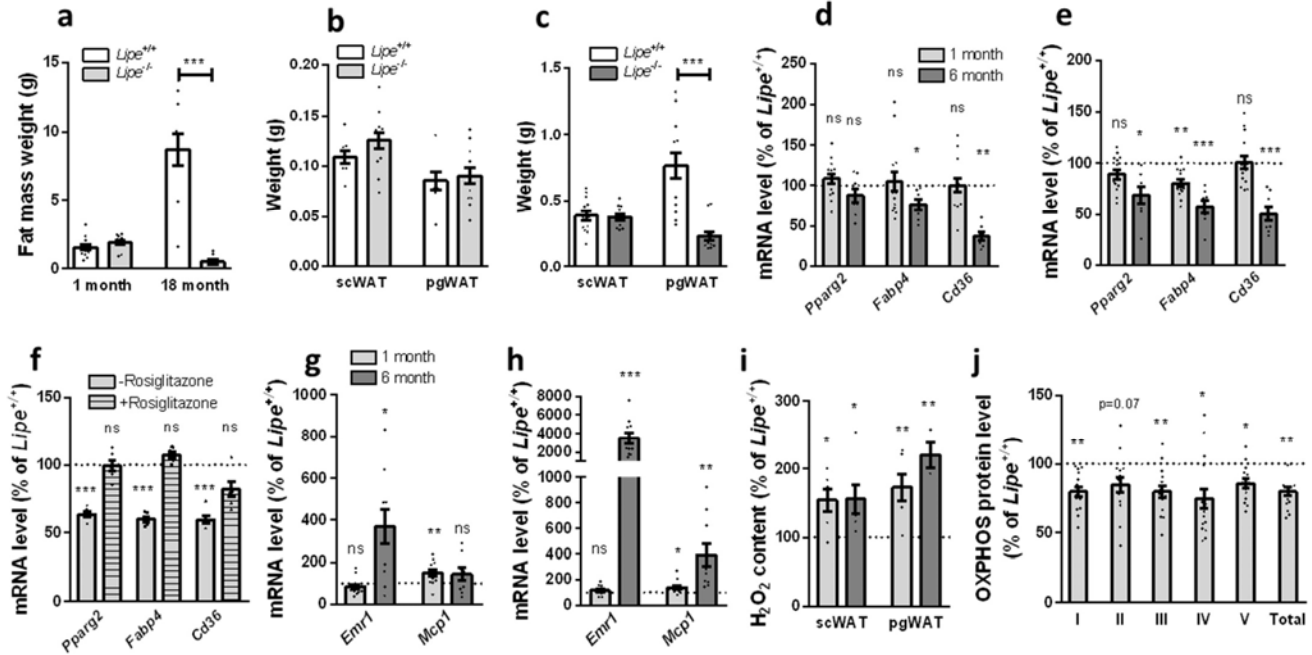 a
Lipe+/+
Lipe-/-
***
Fat mass weight (g)
15
10
5
0
1 month
18 month
b
Lipe+/+
Lipe-/-
Weight (g)
0.20
0.15
0.10
0.05
0.00
scWAT
pgWAT
c
Lipe+/+
Lipe-/-
***
Weight (g)
1.5
1.0
0.5
0.0
scWAT
pgWAT
d
1 month
6 month
mRNA level (% of Lipe+/+)
250
200
150
100
50
0
ns ns
ns *
ns **
Pparg2
Fabp4
Cd36
e
mRNA level (% of Lipe+/+)
200
150
100
50
0
ns *
** ***
ns ***
Pparg2
Fabp4
Cd36
f
-Rosiglitazone
+Rosiglitazone
mRNA level (% of Lipe+/+)
150
100
50
0
*** ns
*** ns
*** ns
Pparg2
Fabp4
Cd36
g
1 month
6 month
mRNA level (% of Lipe+/+)
1000
800
600
400
200
0
ns *
** ns
Emr1
Mcp1
h
mRNA level (% of Lipe+/+)
8000
6000
4000
2000
1000
800
600
400
200
0
ns ***
* **
Emr1
Mcp1
i
H2O2 content (% of Lipe+/+)
300
200
100
0
* *
** **
scWAT
pgWAT
j
OXPHOS protein level
(% of Lipe+/+)
150
100
50
0
** p=0.07 ** * * **
I II III IV V Total